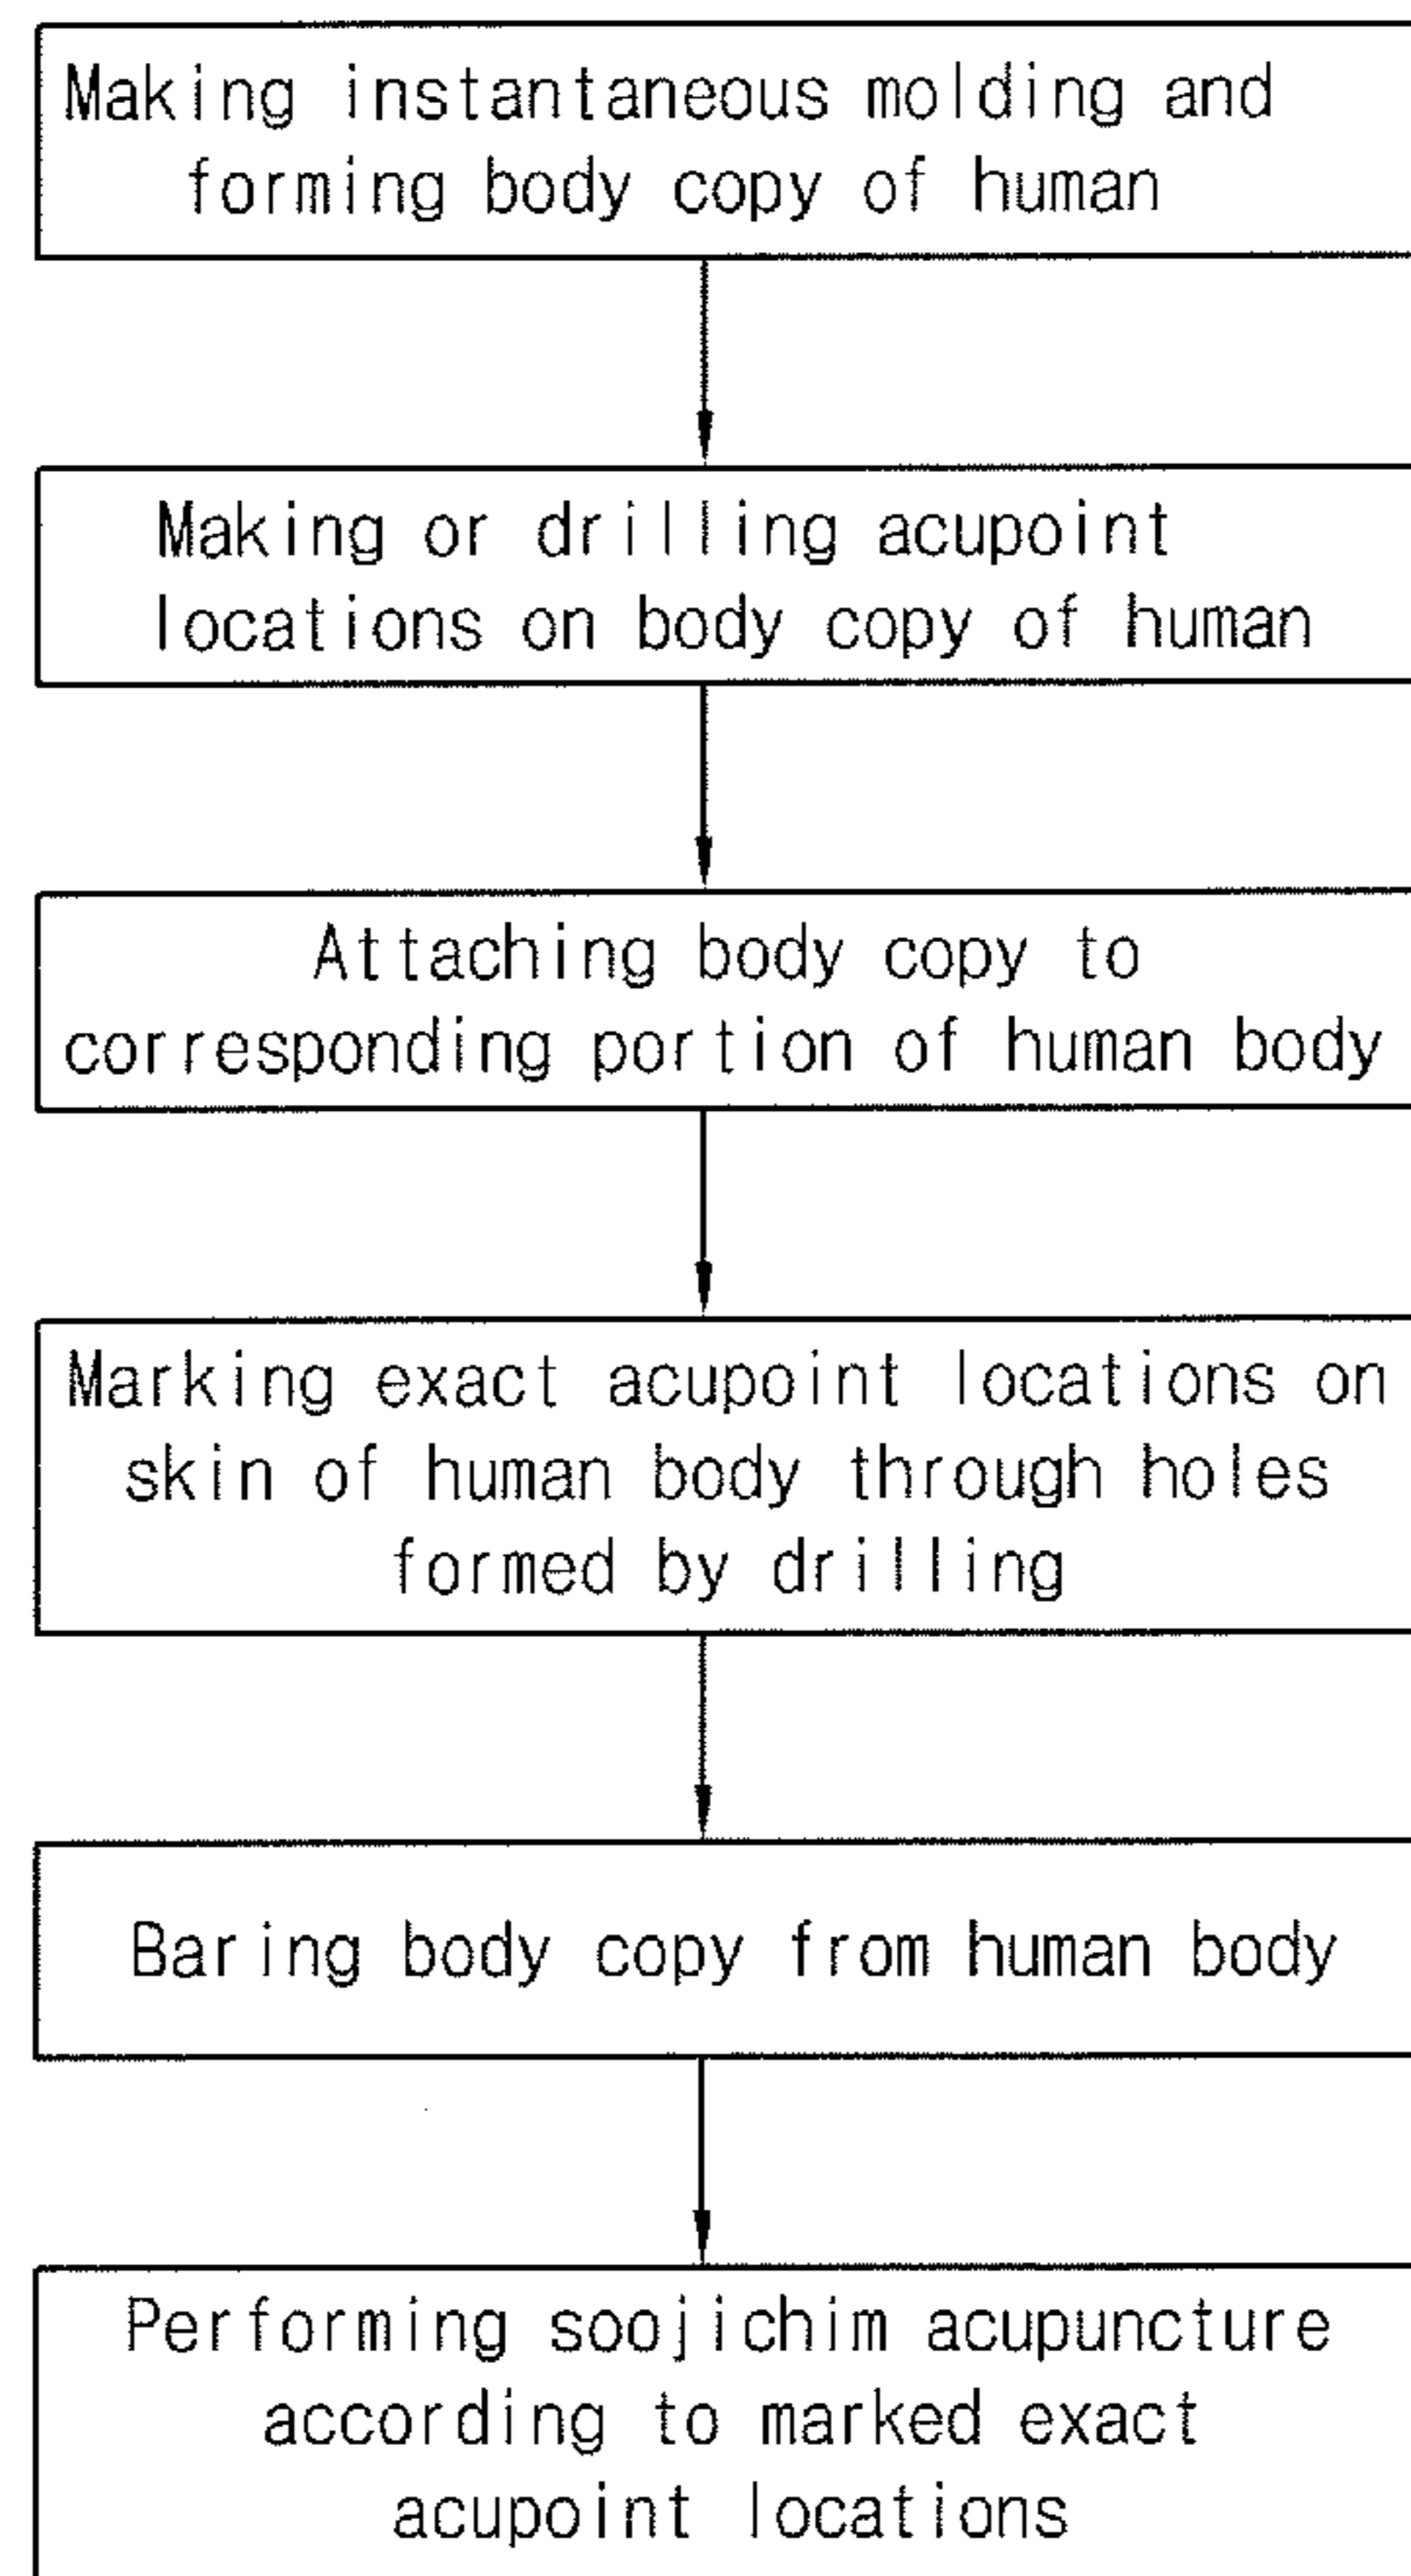 Making instantaneous molding and
forming body copy of human
Making or drilling acupoint
locations on body copy of human
Attaching body copy to
corresponding portion of human body
Marking exact acupoint locations on
skin of human body through holes
formed by drilling
Baring body copy from human body
Performing soojichim acupuncture
according to marked exact
acupoint locations